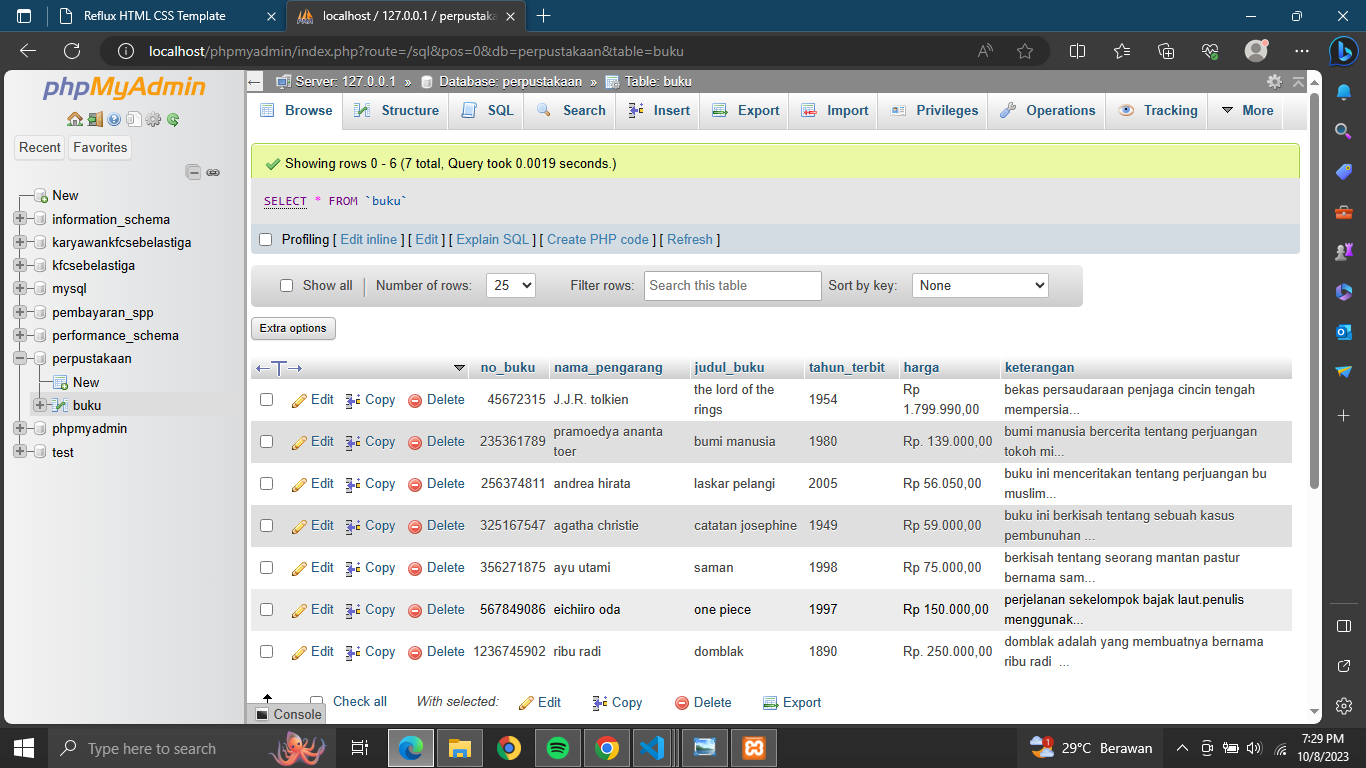 Reflux HTML CSS Template
localhost / 127.0.0.1 / perpustaka
localhost/phpmyadmin/index.php?route=/sql&pos=0&db=perpustakaan&table=buku
phpMyAdmin
Recent Favorites
New
information_schema
karyawankfcsebelastiga
kfcsebelastiga
mysql
pembayaran_spp
performance_schema
perpustakaan
New
buku
phpmyadmin
test
Server: 127.0.0.1 » Database: perpustakaan » Table: buku
Browse Structure SQL Search Insert Export Import Privileges Operations Tracking More
Showing rows 0 - 6 (7 total, Query took 0.0019 seconds.)
SELECT * FROM `buku`
Profiling [ Edit inline ] [ Edit ] [ Explain SQL ] [ Create PHP code ] [ Refresh ]
Show all Number of rows: 25 Filter rows: Search this table Sort by key: None
Extra options
no_buku nama_pengarang judul_buku tahun_terbit harga keterangan
Edit Copy Delete 45672315 J.J.R. tolkien the lord of the rings 1954 Rp 1.799.990,00 bekas persaudaraan penjaga cincin tengah mempersia...
Edit Copy Delete 235361789 pramoedya ananta toer bumi manusia 1980 Rp. 139.000,00 bumi manusia bercerita tentang perjuangan tokoh mi...
Edit Copy Delete 256374811 andrea hirata laskar pelangi 2005 Rp 56.050,00 buku ini menceritakan tentang perjuangan bu muslim...
Edit Copy Delete 325167547 agatha christie catatan josephine 1949 Rp 59.000,00 buku ini berkisah tentang sebuah kasus pembunuhan ...
Edit Copy Delete 356271875 ayu utami saman 1998 Rp 75.000,00 berkisah tentang seorang mantan pastur bernama sam...
Edit Copy Delete 567849086 eichiiro oda one piece 1997 Rp 150.000,00 perjelanan sekelompok bajak laut.penulis menggunak...
Edit Copy Delete 1236745902 ribu radi domblak 1890 Rp. 250.000,00 domblak adalah yang membuatnya bernama ribu radi ...
Check all With selected: Edit Copy Delete Export
Console
Type here to search
1
29°C Berawan
7:29 PM
10/8/2023